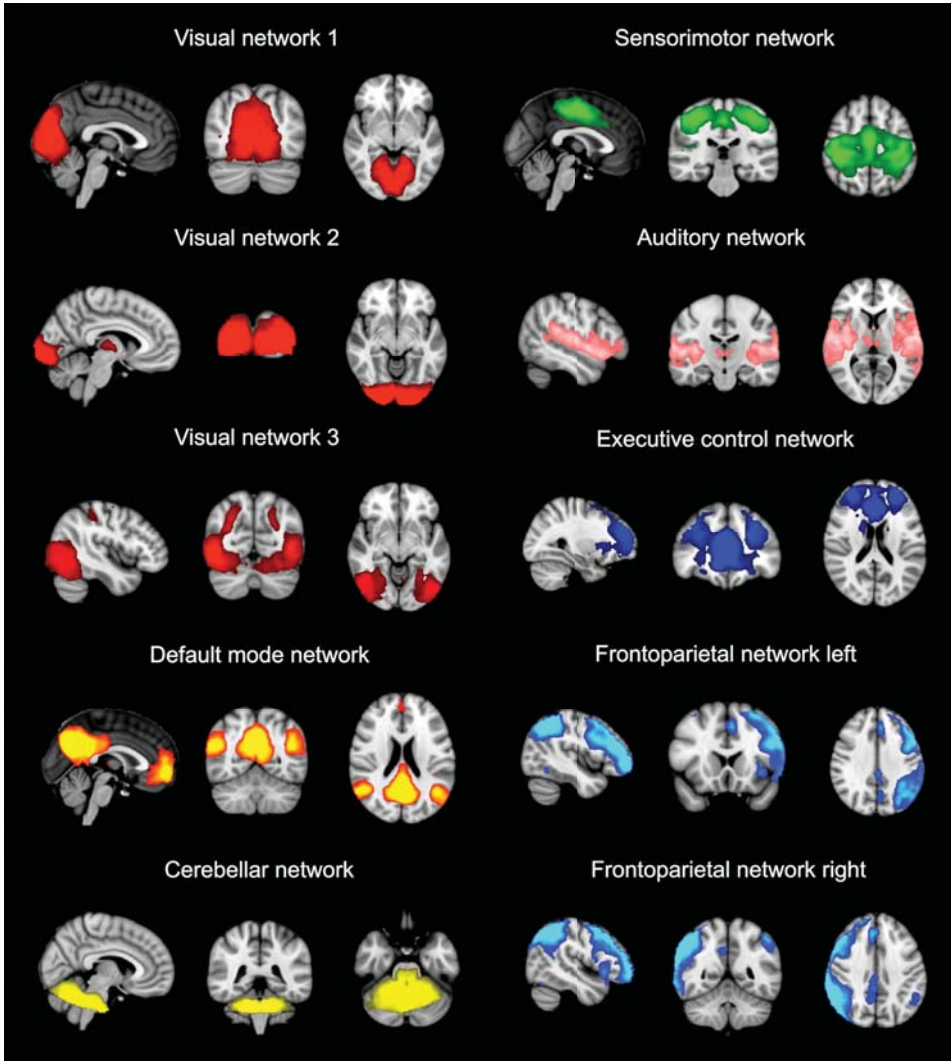 Visual network 1
Sensorimotor network
Visual network 2
Auditory network
Visual network 3
Executive control network
Default mode network
Frontoparietal network left
Cerebellar network
Frontoparietal network right